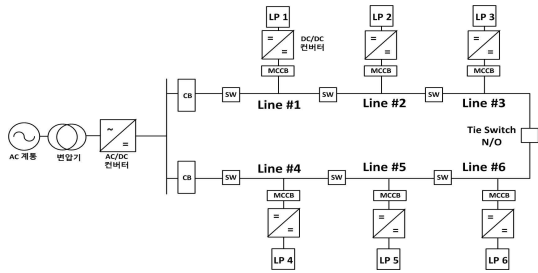 LP 1
LP 2
LP 3
DC/DC
컨버터
MCCB
MCCB
MCCB
CB
SW
SW
SW
Line #1
Line #2
Line #3
Tie Switch
N/O
~
=
AC 계통
변압기
AC/DC
컨버터
Line #4
Line #5
Line #6
CB
SW
SW
SW
MCCB
MCCB
MCCB
LP 4
LP 5
LP 6